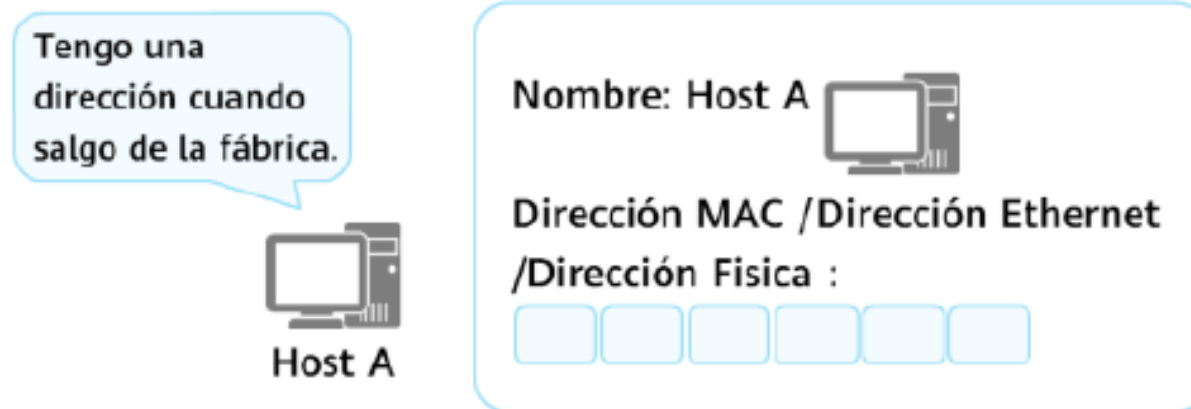 Tengo una
dirección cuando
salgo de la fábrica.
Host A
Nombre: Host A
Dirección MAC /Dirección Ethernet
/Dirección Fisica :